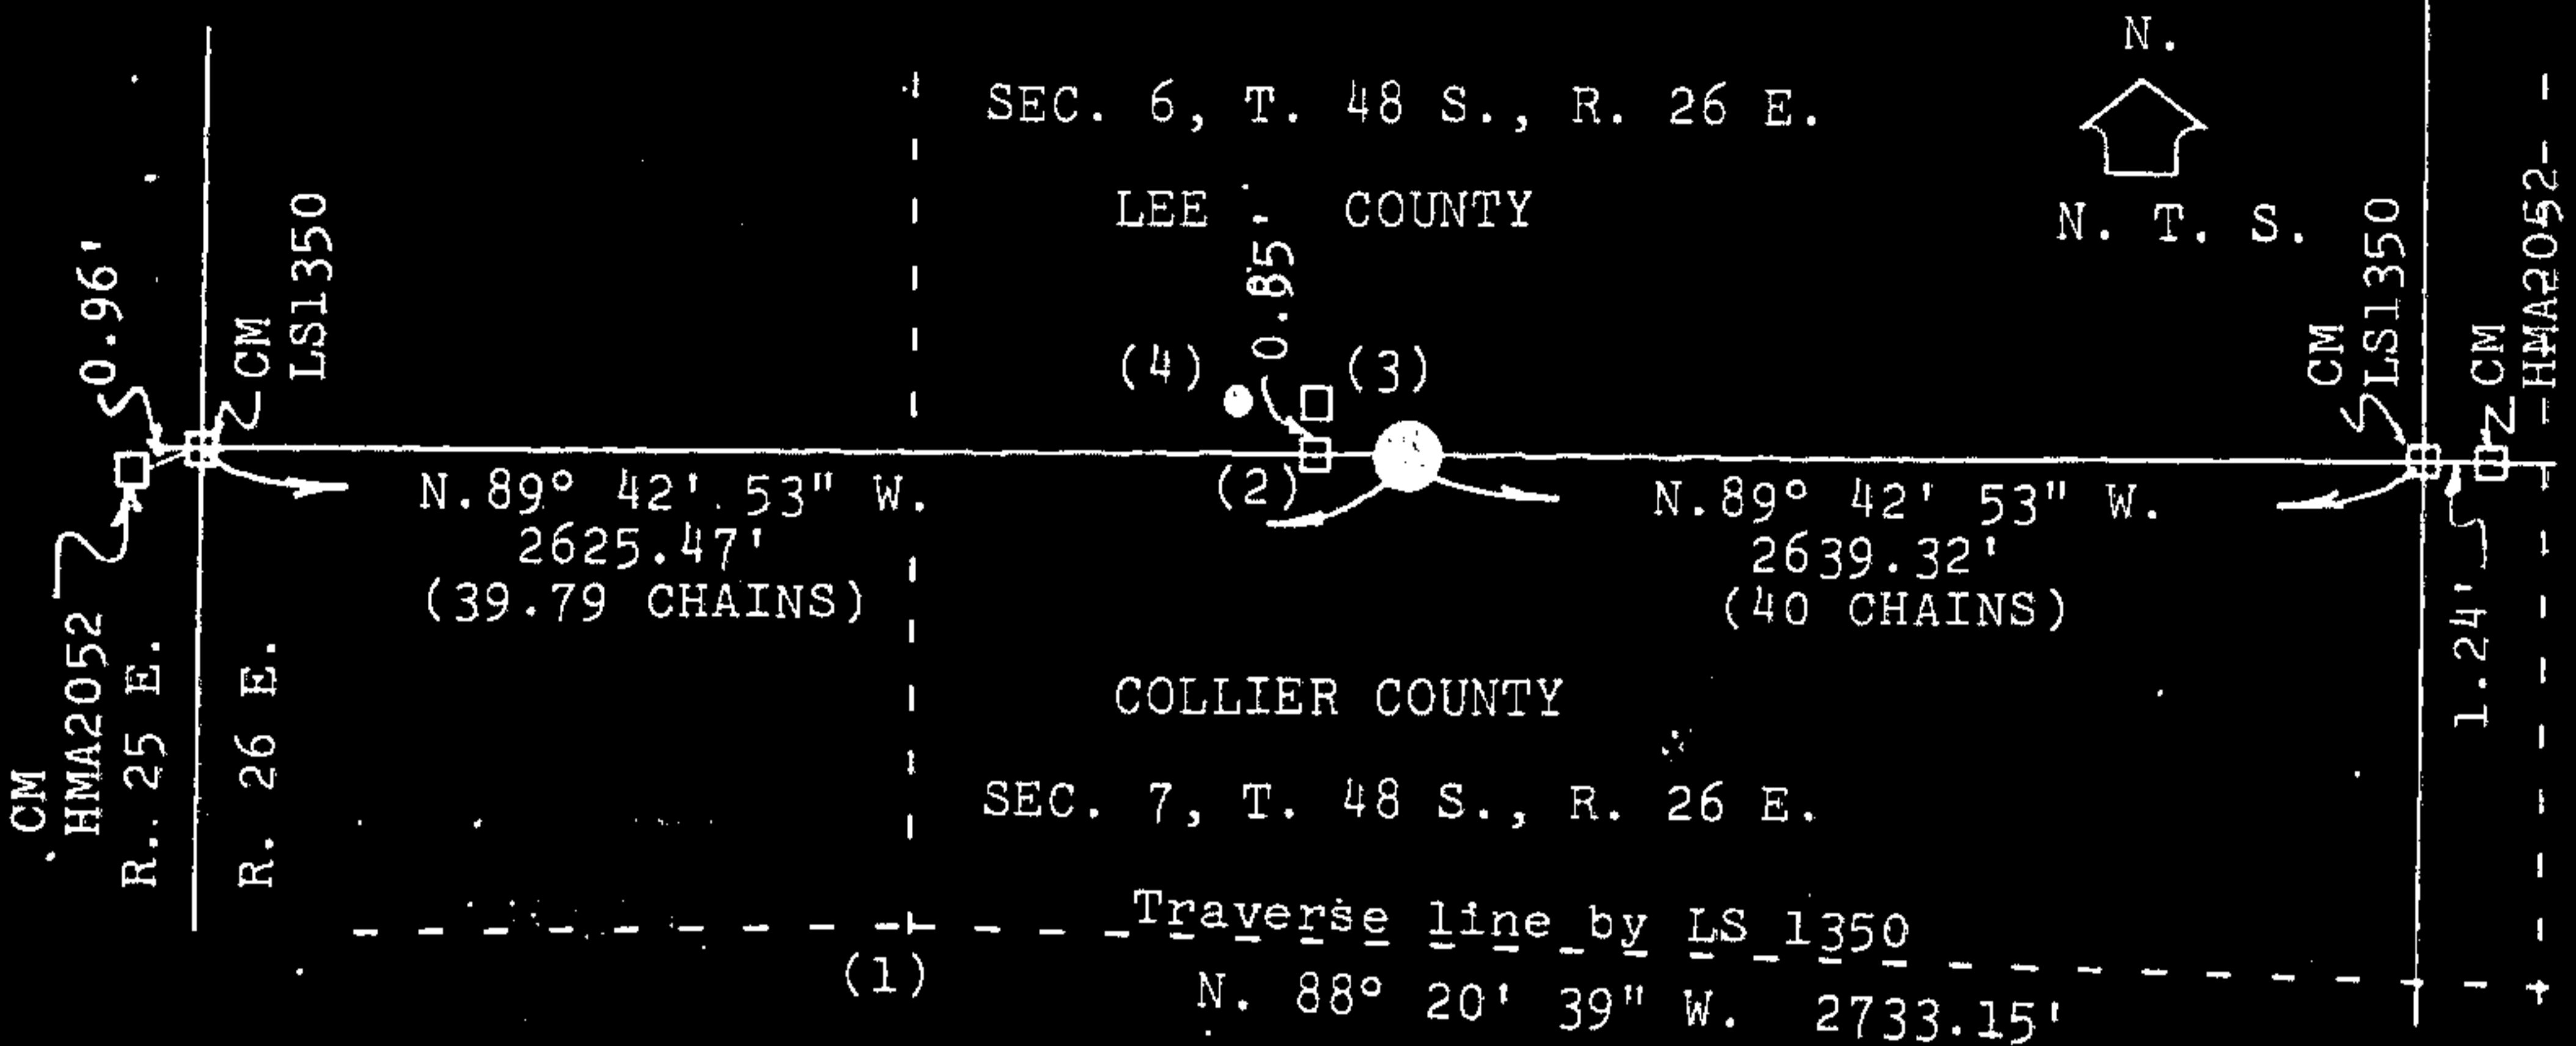 N.
SEC. 6, T. 48 S., R. 26 E.
LEE COUNTY
N. T. S.
0.96'
CM
LS1350
0.85'
(4)
(3)
(2)
CM
LS1350
CM
HMA2052
N.89° 42' 53" W.
2625.47'
(39.79 CHAINS)
N.89° 42' 53" W.
2639.32'
(40 CHAINS)
1.24'
CM
HMA2052
R. 25 E.
R. 26 E.
COLLIER COUNTY
SEC. 7, T. 48 S., R. 26 E.
Traverse line by LS 1350
(1)
N. 88° 20' 39" W. 2733.15'